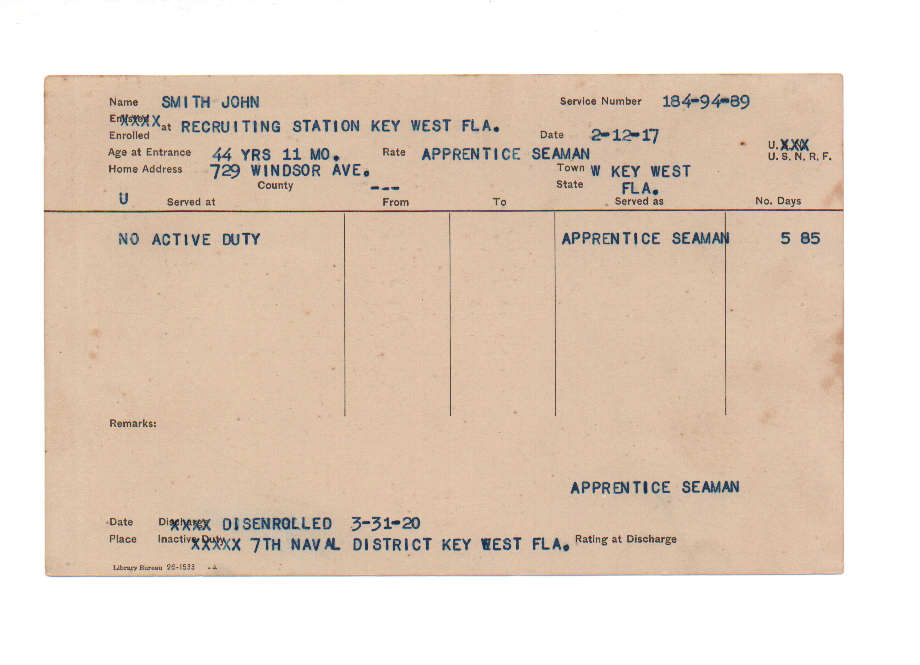 Name SMITH JOHN Service Number 184-94-89
Enlisted XXXX
Enrolled at RECRUITING STATION KEY WEST FLA. Date 2-12-17
U.XXX
Age at Entrance 44 YRS 11 MO. Rate APPRENTICE SEAMAN U.S.N.R.F.
Home Address 729 WINDSOR AVE. Town W KEY WEST
County --- State FLA.
U Served at From To Served as No. Days
NO ACTIVE DUTY APPRENTICE SEAMAN 5 85
Remarks:
APPRENTICE SEAMAN
Date Discharge XXXX DISENROLLED 3-31-20
Place Inactive Duty XXXXX 7TH NAVAL DISTRICT KEY WEST FLA. Rating at Discharge
Library Bureau 26-1533